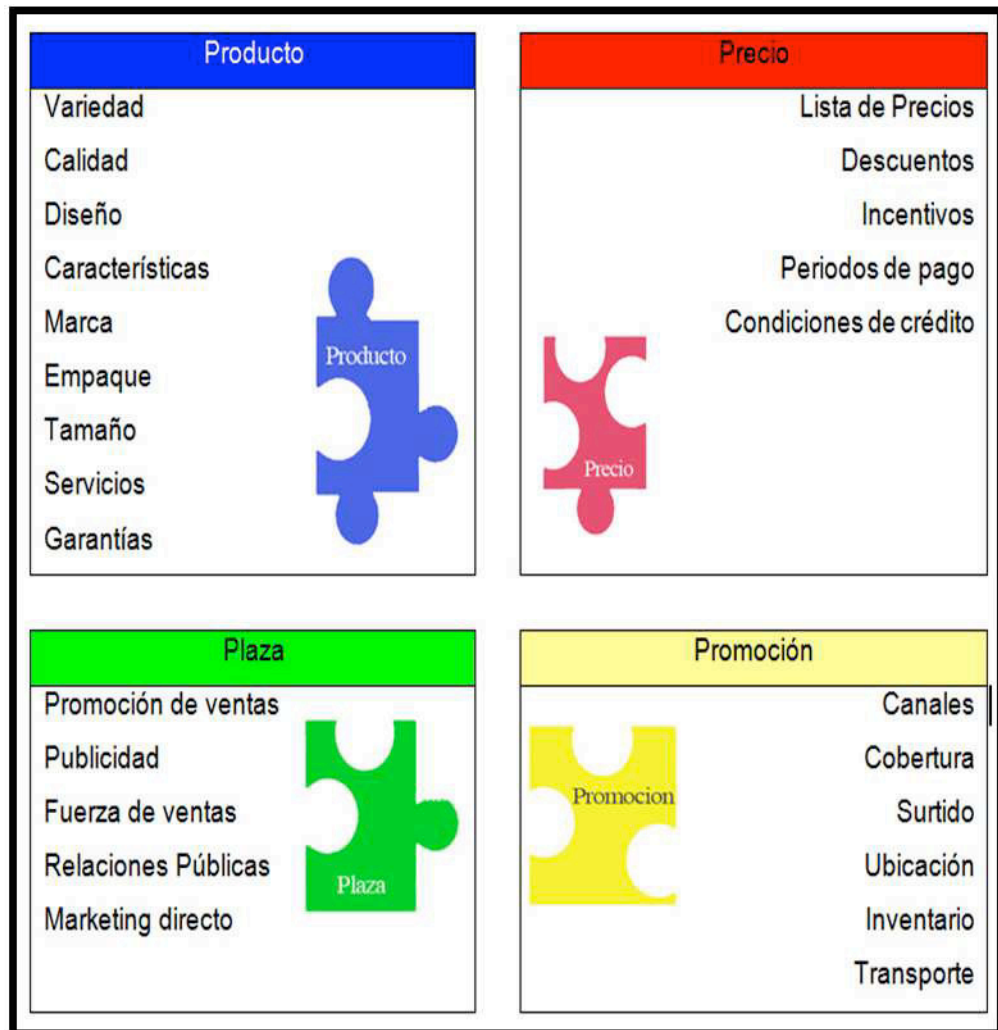 Producto
Variedad
Calidad
Diseño
Características
Marca
Empaque
Tamaño
Servicios
Garantías
Producto
Precio
Lista de Precios
Descuentos
Incentivos
Periodos de pago
Condiciones de crédito
Precio
Plaza
Promoción de ventas
Publicidad
Fuerza de ventas
Relaciones Públicas
Marketing directo
Plaza
Promoción
Canales
Cobertura
Surtido
Ubicación
Inventario
Transporte
Promocion